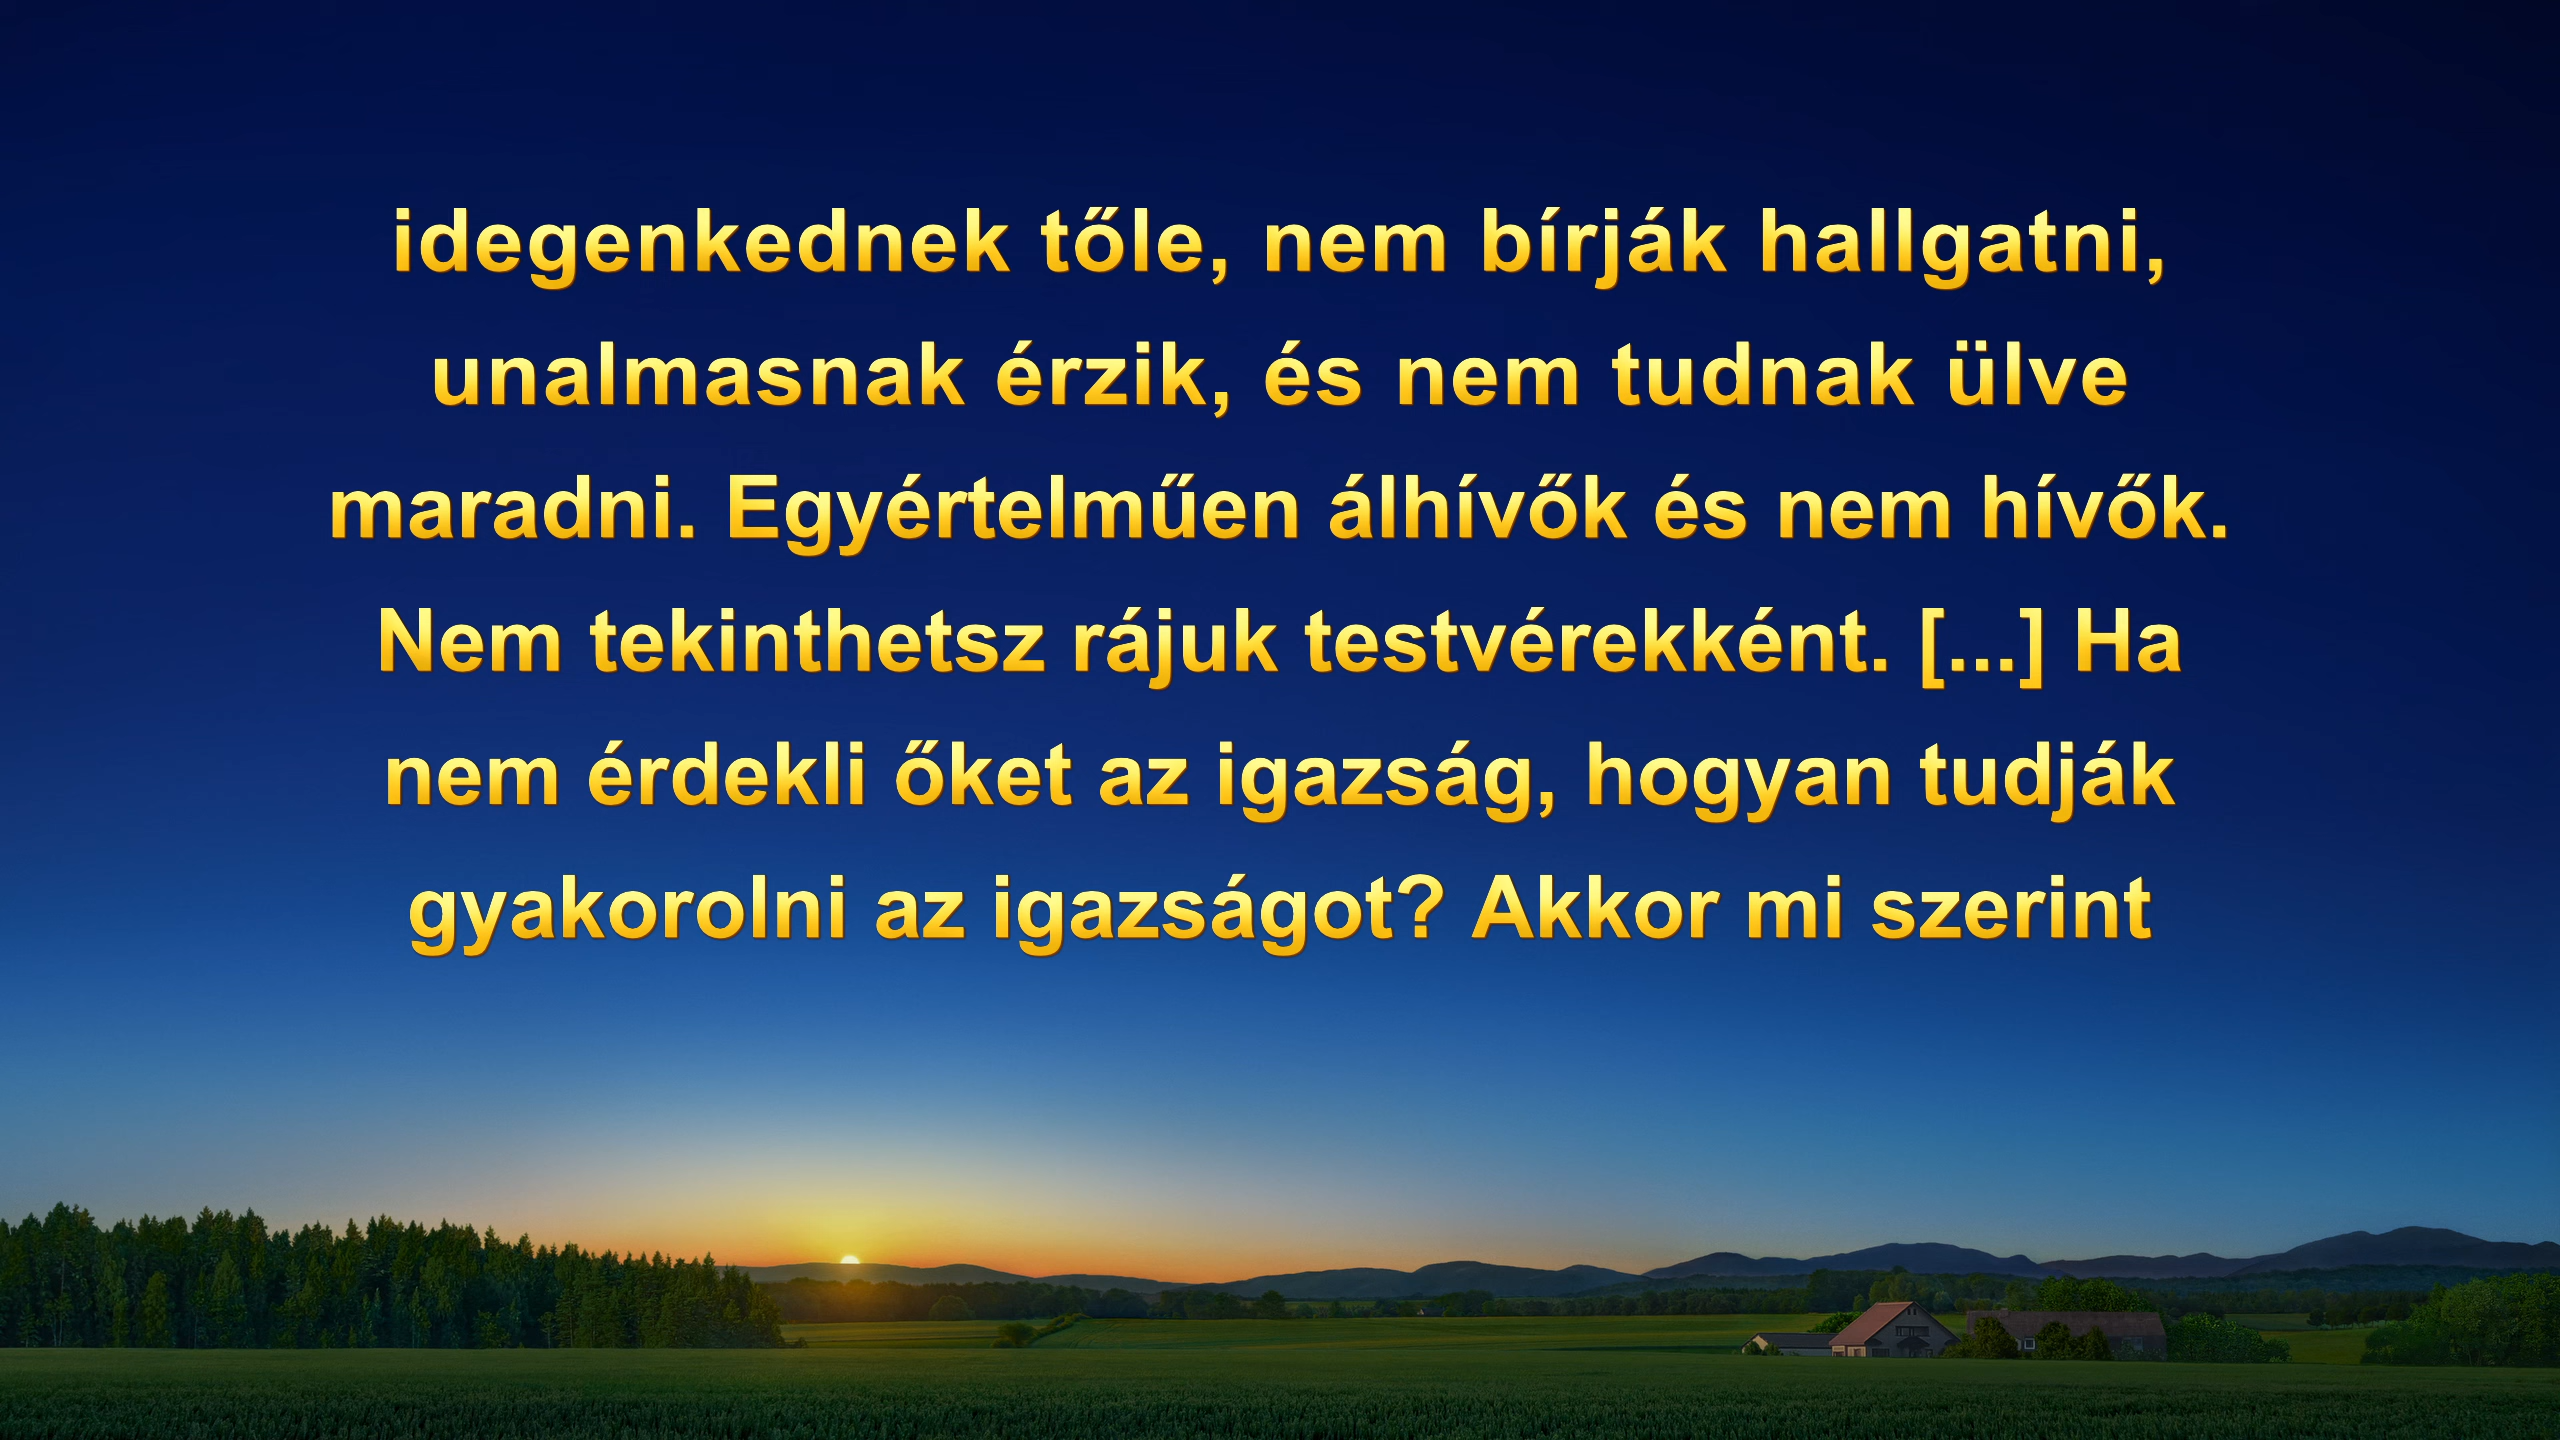 idegenkednek tőle, nem bírják hallgatni,
unalmasnak érzik, és nem tudnak ülve
maradni. Egyértelműen álhívők és nem hívők.
Nem tekinthetsz rájuk testvérekként. [...] Ha
nem érdekli őket az igazság, hogyan tudják
gyakorolni az igazságot? Akkor mi szerint